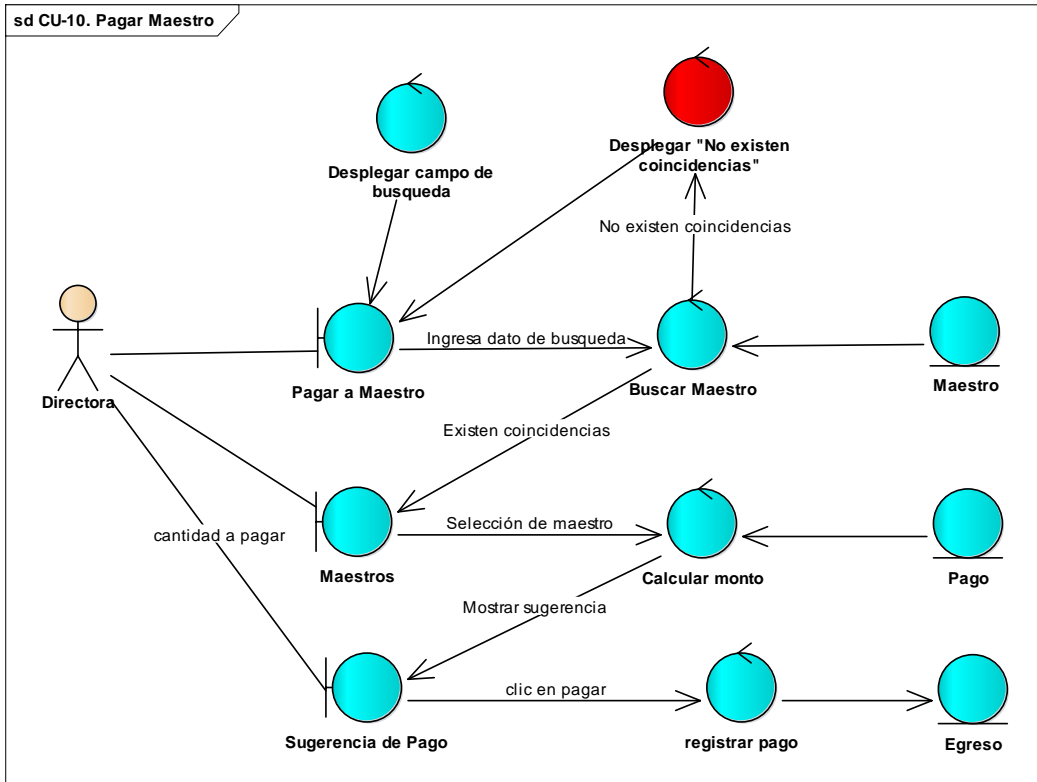 sd CU-10. Pagar Maestro
Desplegar campo de
busqueda
Desplegar "No existen
coincidencias"
No existen coincidencias
Directora
Pagar a Maestro
Ingresa dato de busqueda
Buscar Maestro
Maestro
Existen coincidencias
cantidad a pagar
Maestros
Selección de maestro
Calcular monto
Pago
Mostrar sugerencia
Sugerencia de Pago
clic en pagar
registrar pago
Egreso